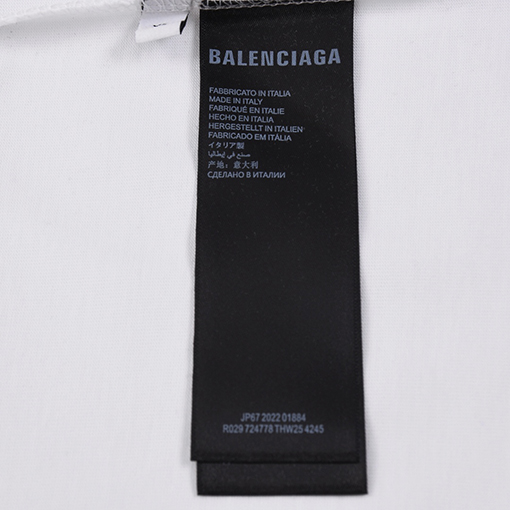 BALENCIAGA
FABBRICATO IN ITALIA
MADE IN ITALY
FABRIQUÉ EN ITALIE
HECHO EN ITALIA
HERGESTELLT IN ITALIEN
FABRICADO EM ITÁLIA
イタリア製
صنع في إيطاليا
产地：意大利
СДЕЛАНО В ИТАЛИИ
JP67 2022 01884
R029 724778 THW25 4245